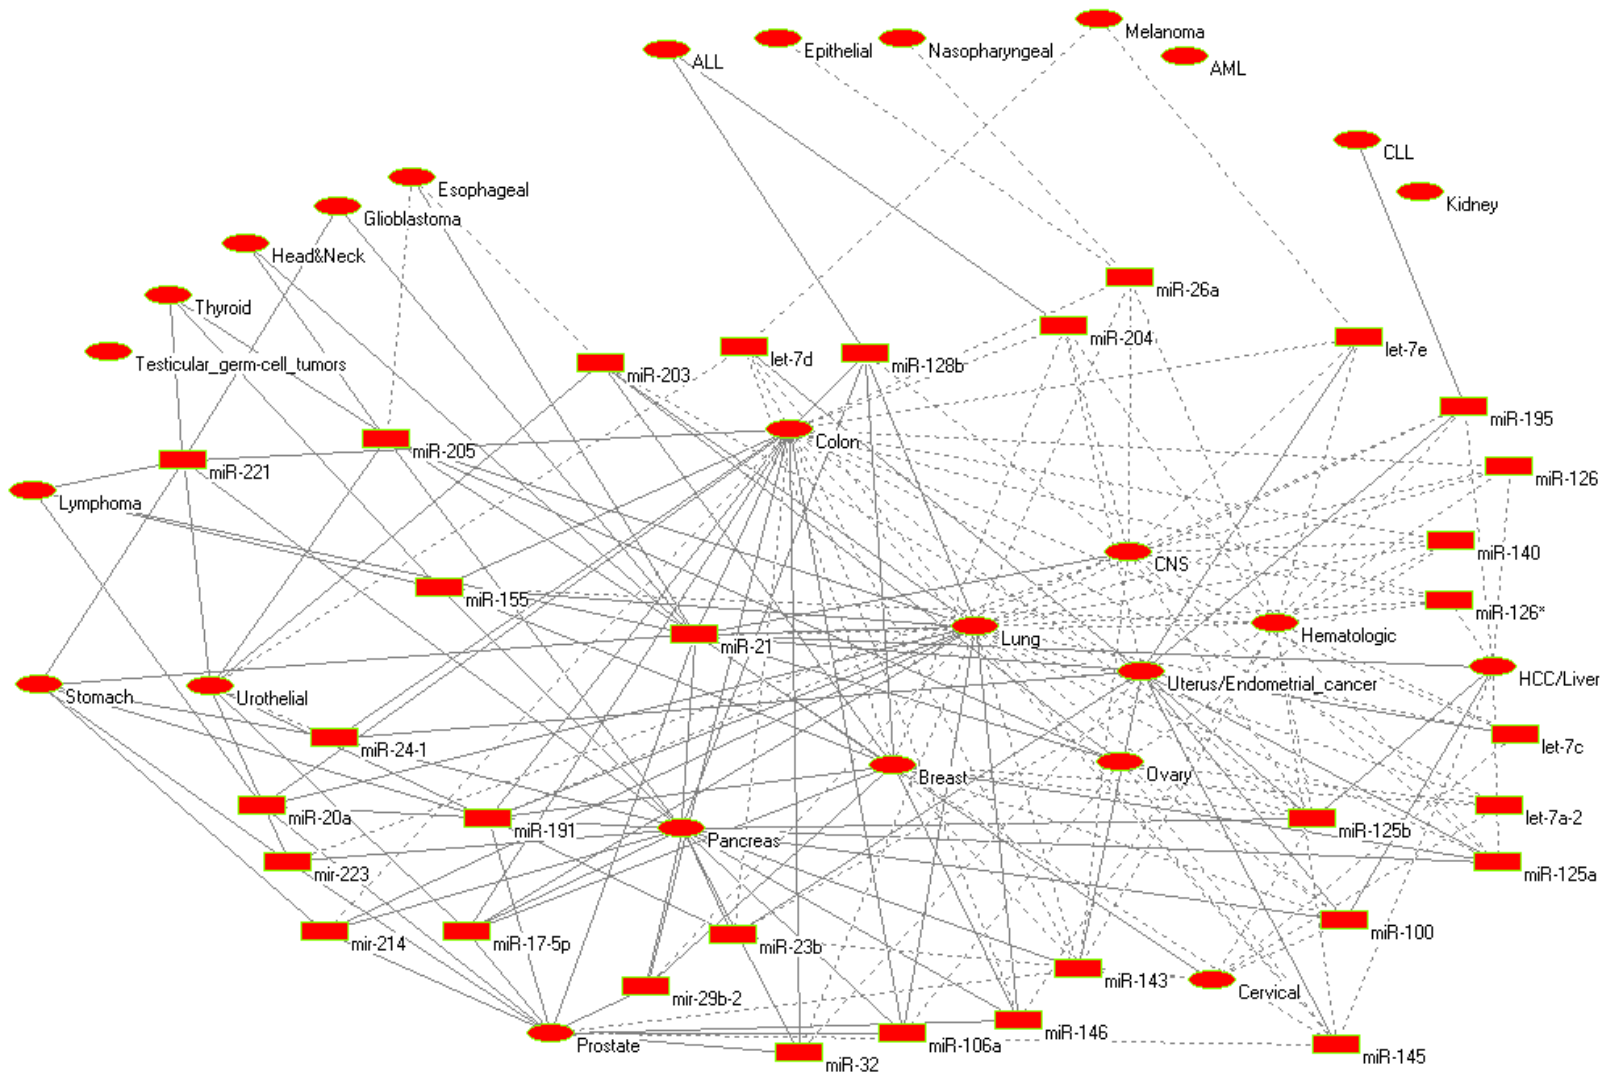 Melanoma
Epithelial
Nasopharyngeal
ALL
AML
CLL
Esophageal
Kidney
Glioblastoma
Head&Neck
miR-26a
Thyroid
miR-204
let-7e
Testicular_germ-cell_tumors
let-7d
miR-128b
miR-203
miR-195
Colon
miR-205
miR-221
miR-126
Lymphoma
miR-140
CNS
miR-155
miR-126*
Hematologic
Lung
miR-21
HCC/Liver
Uterus/Endometrial_cancer
Stomach
Urothelial
let-7c
miR-24-1
Ovary
Breast
let-7a-2
miR-20a
miR-191
miR-125b
Pancreas
mir-223
miR-125a
miR-100
mir-214
miR-17-5p
miR-23b
miR-143
Cervical
mir-29b-2
miR-146
Prostate
miR-106a
miR-145
miR-32